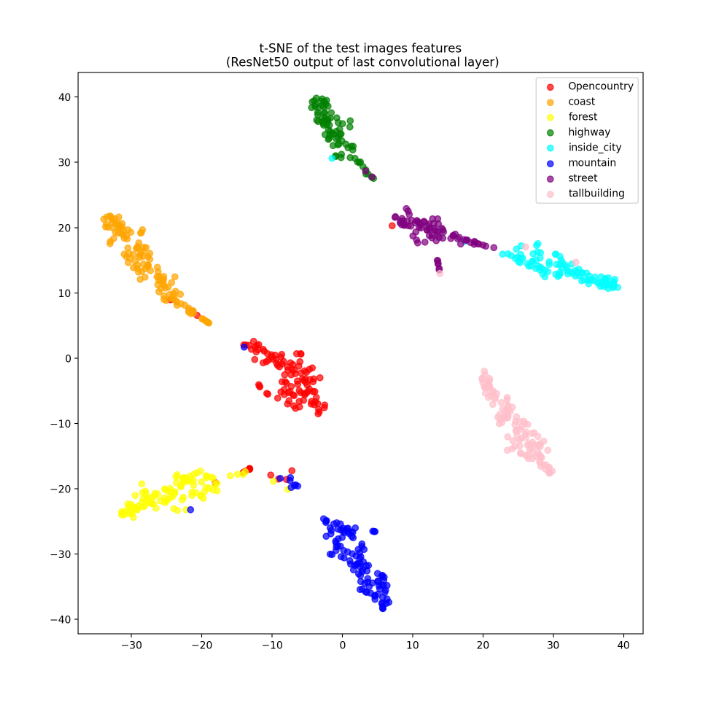 t-SNE of the test images features
(ResNet50 output of last convolutional layer)
Opencountry
coast
forest
highway
inside_city
mountain
street
tallbuilding
40
30
20
10
0
−10
−20
−30
−40
−30 −20 −10 0 10 20 30 40